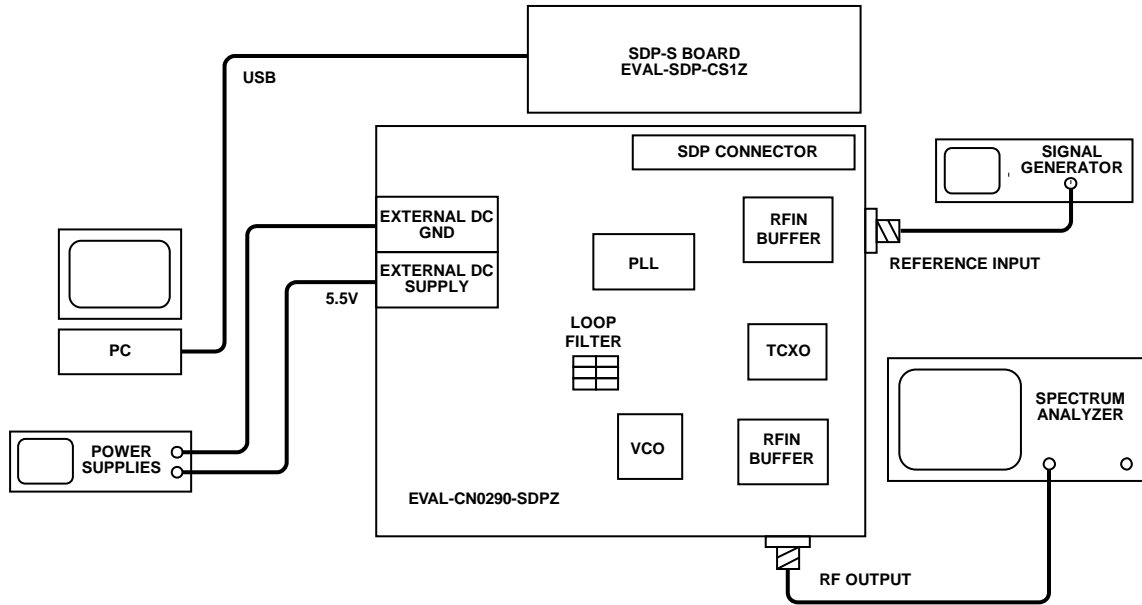 SDP-S BOARD
EVAL-SDP-CS1Z
USB
SDP CONNECTOR
SIGNAL
GENERATOR
EXTERNAL DC
GND
RFIN
BUFFER
PLL
REFERENCE INPUT
EXTERNAL DC
SUPPLY
5.5V
LOOP
FILTER
TCXO
PC
SPECTRUM
ANALYZER
POWER
SUPPLIES
VCO
RFIN
BUFFER
EVAL-CN0290-SDPZ
RF OUTPUT